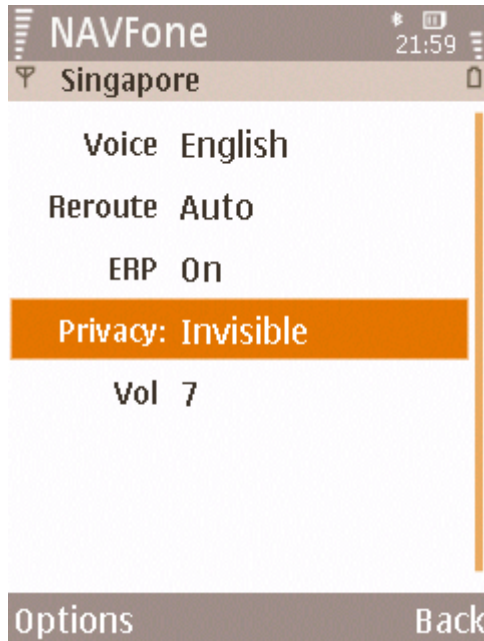 NAVFone
21:59
Singapore
Voice English
Reroute Auto
ERP On
Privacy: Invisible
Vol 7
Options Back